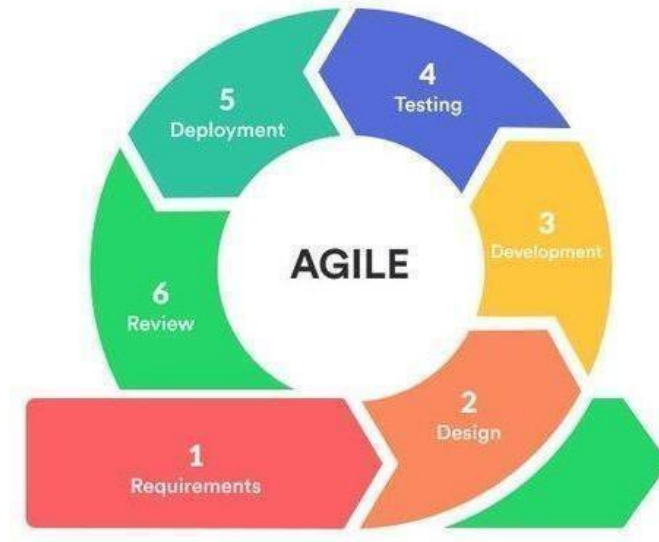 AGILE
1
Requirements
2
Design
3
Development
4
Testing
5
Deployment
6
Review